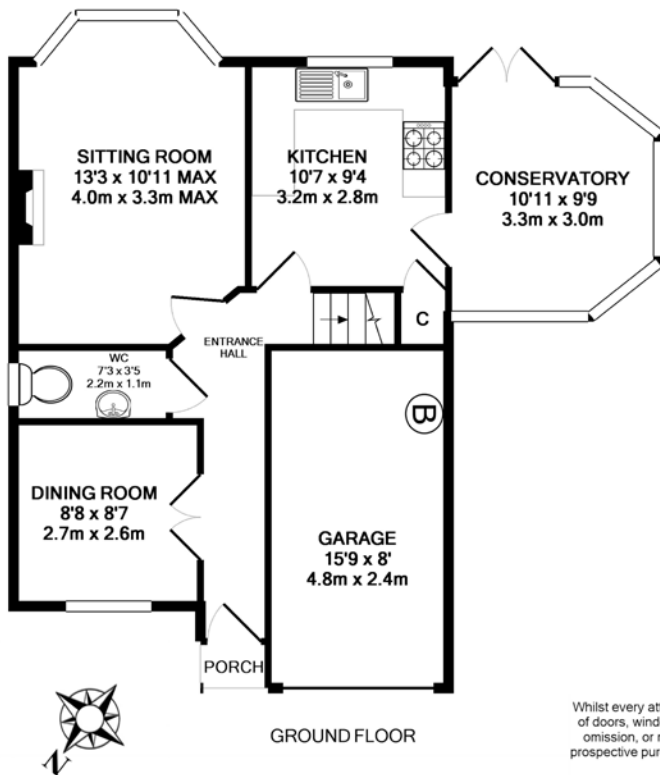 SITTING ROOM
13'3 x 10'11 MAX
4.0m x 3.3m MAX
KITCHEN
10'7 x 9'4
3.2m x 2.8m
CONSERVATORY
10'11 x 9'9
3.3m x 3.0m
C
ENTRANCE
HALL
WC
7'3 x 3'5
2.2m x 1.1m
B
DINING ROOM
8'8 x 8'7
2.7m x 2.6m
GARAGE
15'9 x 8'
4.8m x 2.4m
PORCH
N
GROUND FLOOR
Whilst every
of doors,
omission, or
prospective